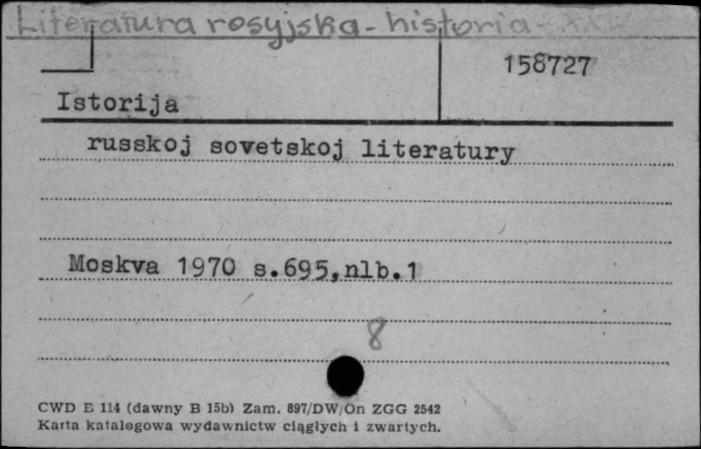 Literatura rosyjska - historia -
158727
Istorija
russkoj sovetskoj literatury
Moskva 1970 s.695,nlb.1
8
CWD E 114 (dawny B 15b) Zam. 897/DW/On ZGG 2542
Karta katalogowa wydawnictw ciągłych i zwartych.